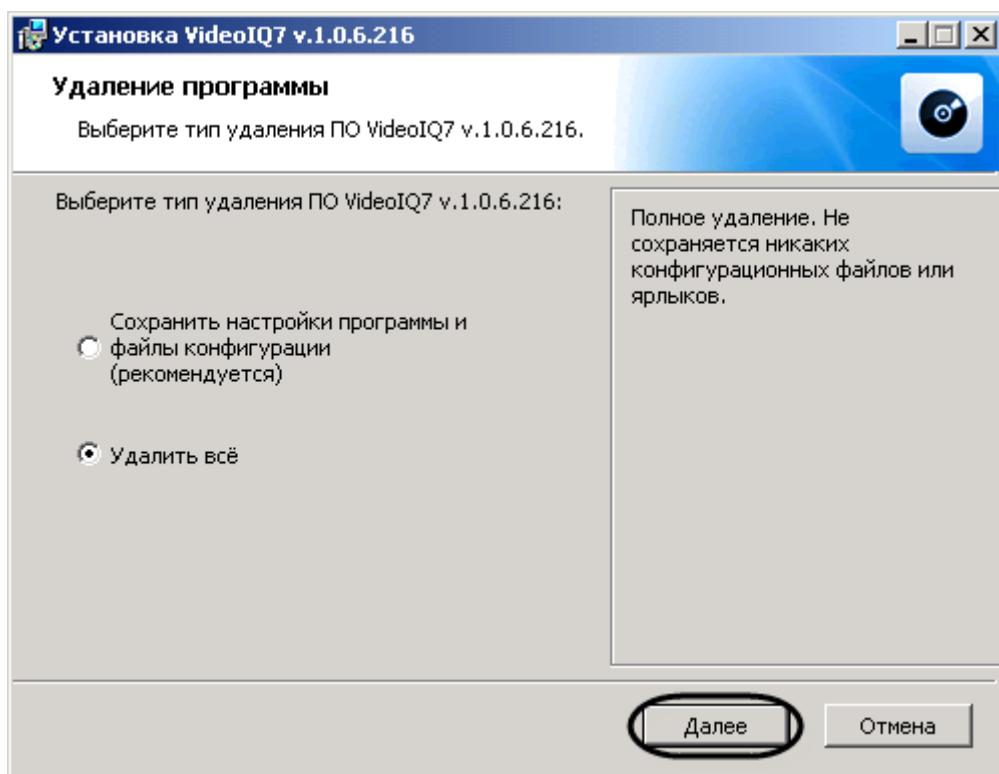 Установка VideoIQ7 v.1.0.6.216
Удаление программы
Выберите тип удаления ПО VideoIQ7 v.1.0.6.216.
Выберите тип удаления ПО VideoIQ7 v.1.0.6.216:
Сохранить настройки программы и
файлы конфигурации
(рекомендуется)
Удалить всё
Полное удаление. Не
сохраняется никаких
конфигурационных файлов или
ярлыков.
Далее
Отмена